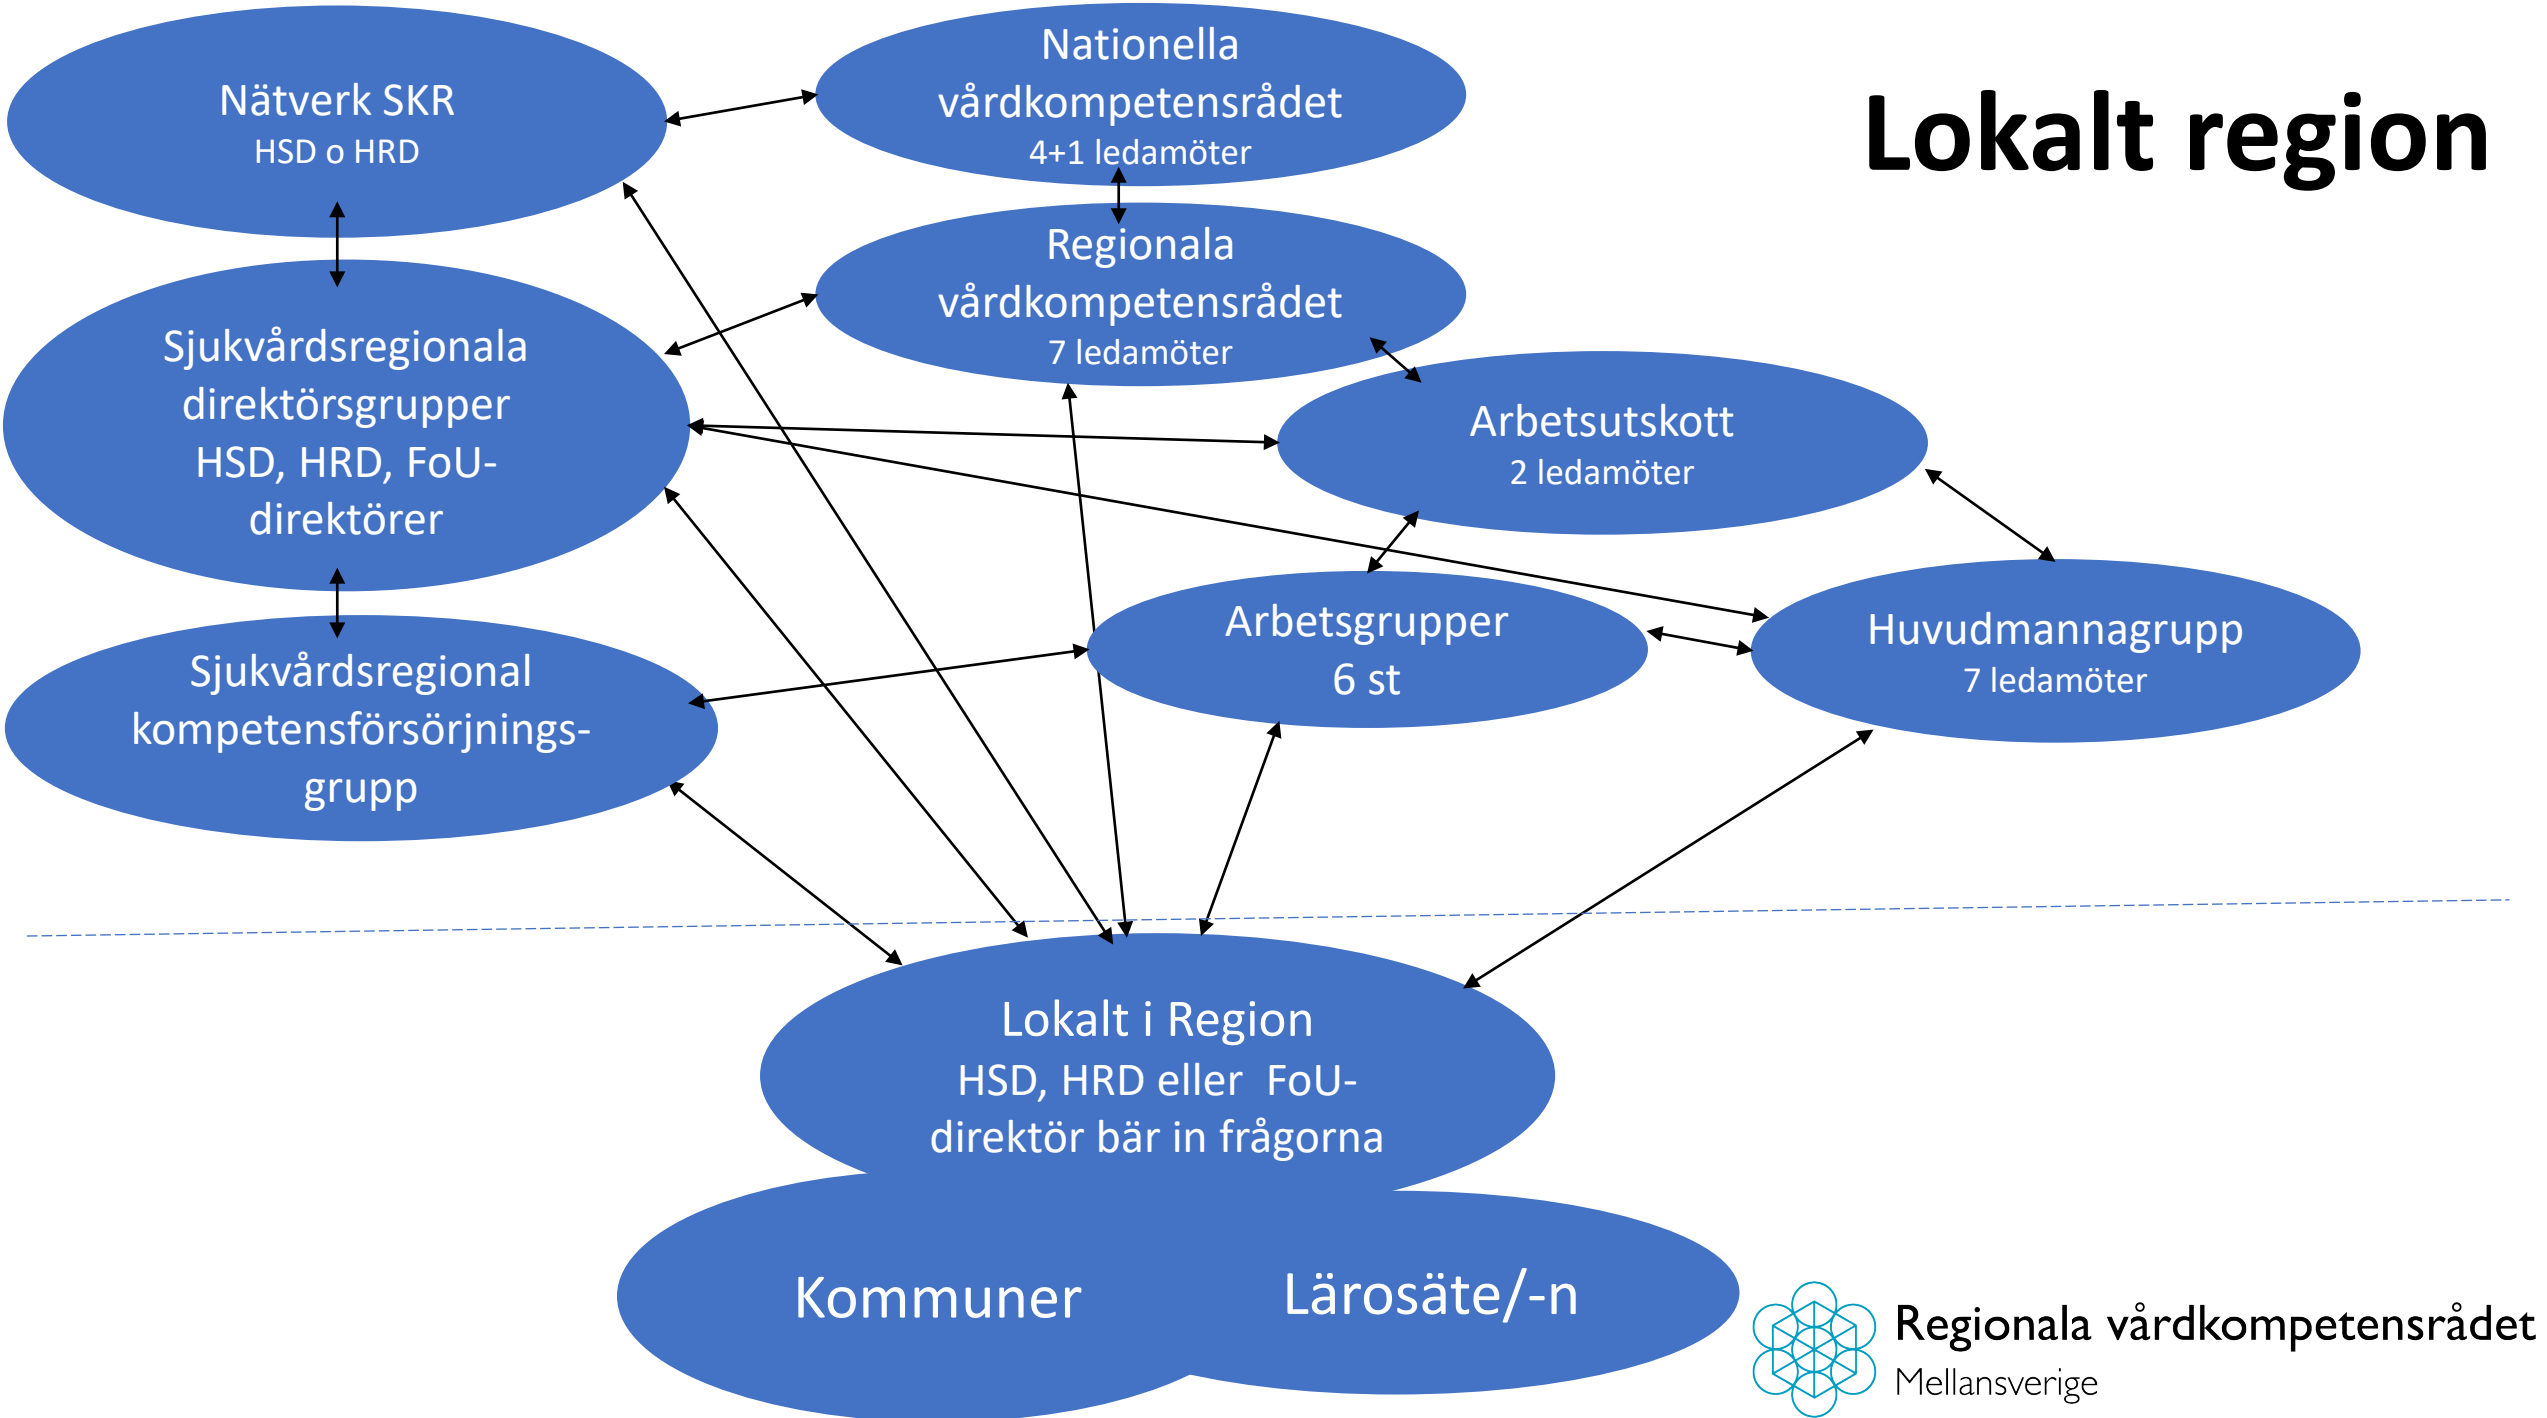 Lokalt region
Nätverk SKR
HSD o HRD
Nationella
vårdkompetensrådet
4+1 ledamöter
Regionala
vårdkompetensrådet
7 ledamöter
Sjukvårdsregionala
direktörsgrupper
HSD, HRD, FoU-
direktörer
Arbetsutskott
2 ledamöter
Arbetsgrupper
6 st
Huvudmannagrupp
7 ledamöter
Sjukvårdsregional
kompetensförsörjnings-
grupp
Lokalt i Region
HSD, HRD eller  FoU-
direktör bär in frågorna
Kommuner
Lärosäte/-n
Regionala vårdkompetensrådet
Mellansverige